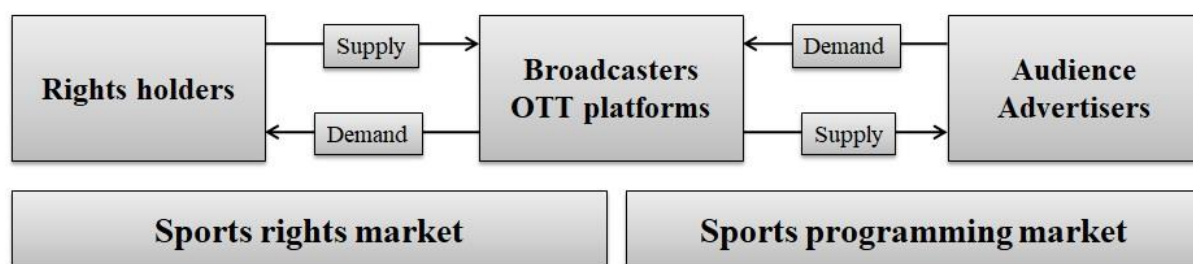 Supply
Demand
Rights holders
Broadcasters
OTT platforms
Audience
Advertisers
Demand
Supply
Sports rights market
Sports programming market